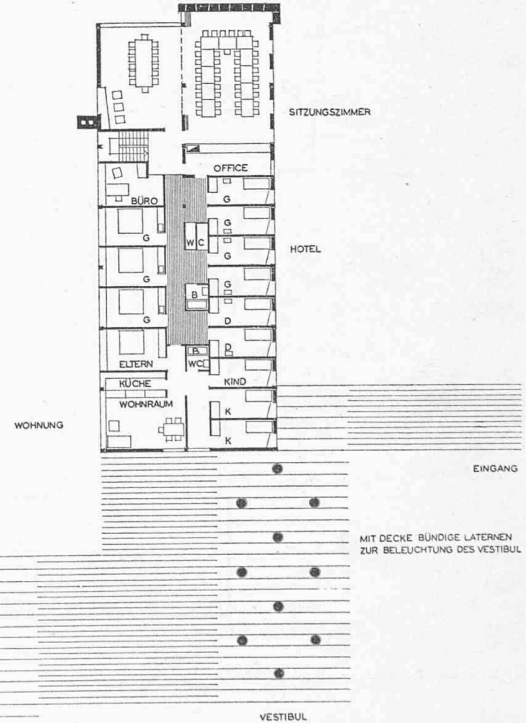 SITZUNGSZIMMER
OFFICE
G
BÜRO
G
G
W C
G
HOTEL
G
G
B
G
D
D
B
ELTERN
WC
KÜCHE
KIND
WOHNRAUM
K
WOHNUNG
K
EINGANG
MIT DECKE BÜNDIGE LATERNEN
ZUR BELEUCHTUNG DES VESTIBUL
VESTIBUL